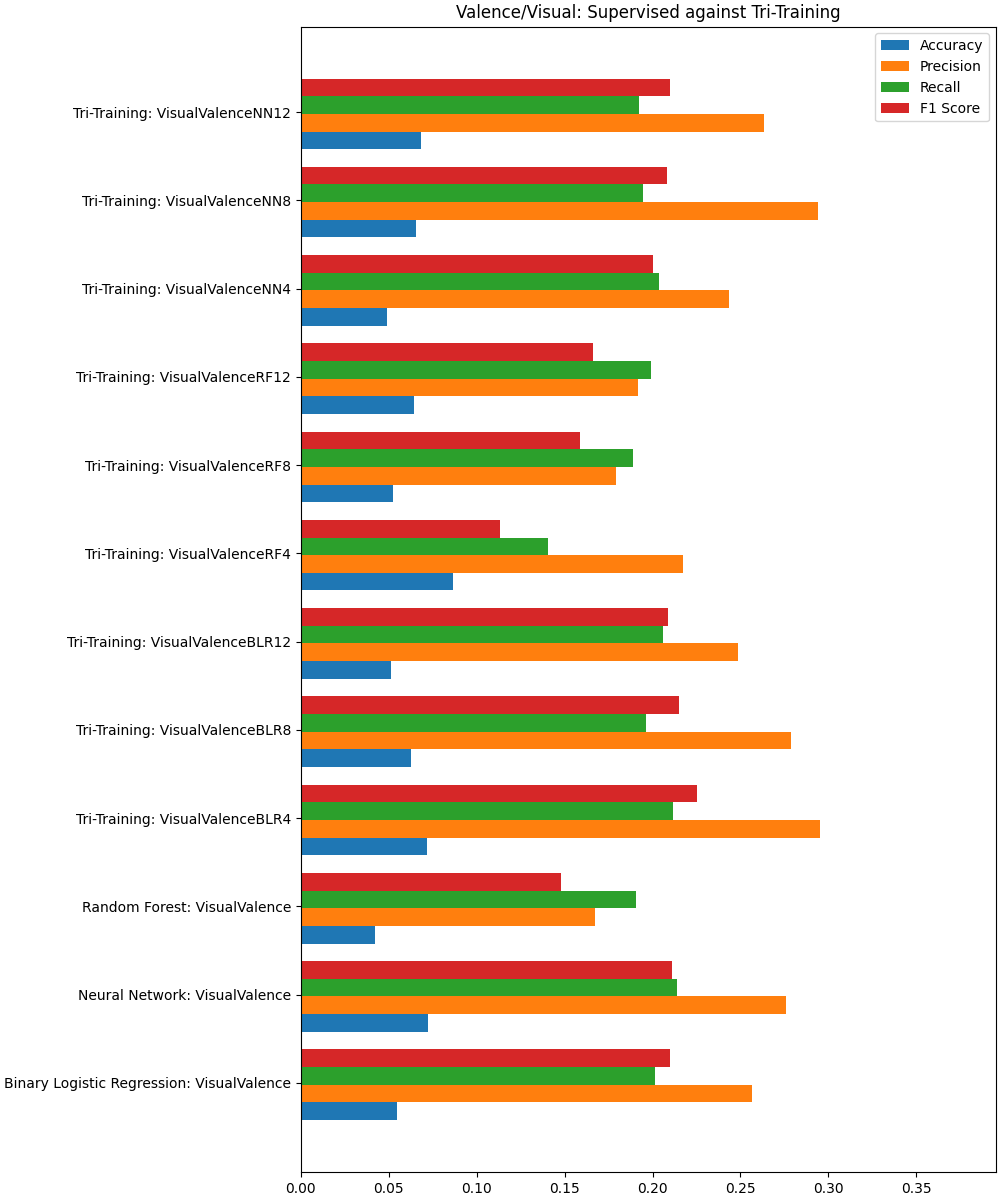 Valence/Visual: Supervised against Tri-Training
Accuracy
Precision
Recall
F1 Score
Tri-Training: VisualValenceNN12
Tri-Training: VisualValenceNN8
Tri-Training: VisualValenceNN4
Tri-Training: VisualValenceRF12
Tri-Training: VisualValenceRF8
Tri-Training: VisualValenceRF4
Tri-Training: VisualValenceBLR12
Tri-Training: VisualValenceBLR8
Tri-Training: VisualValenceBLR4
Random Forest: VisualValence
Neural Network: VisualValence
Binary Logistic Regression: VisualValence
0.00 0.05 0.10 0.15 0.20 0.25 0.30 0.35